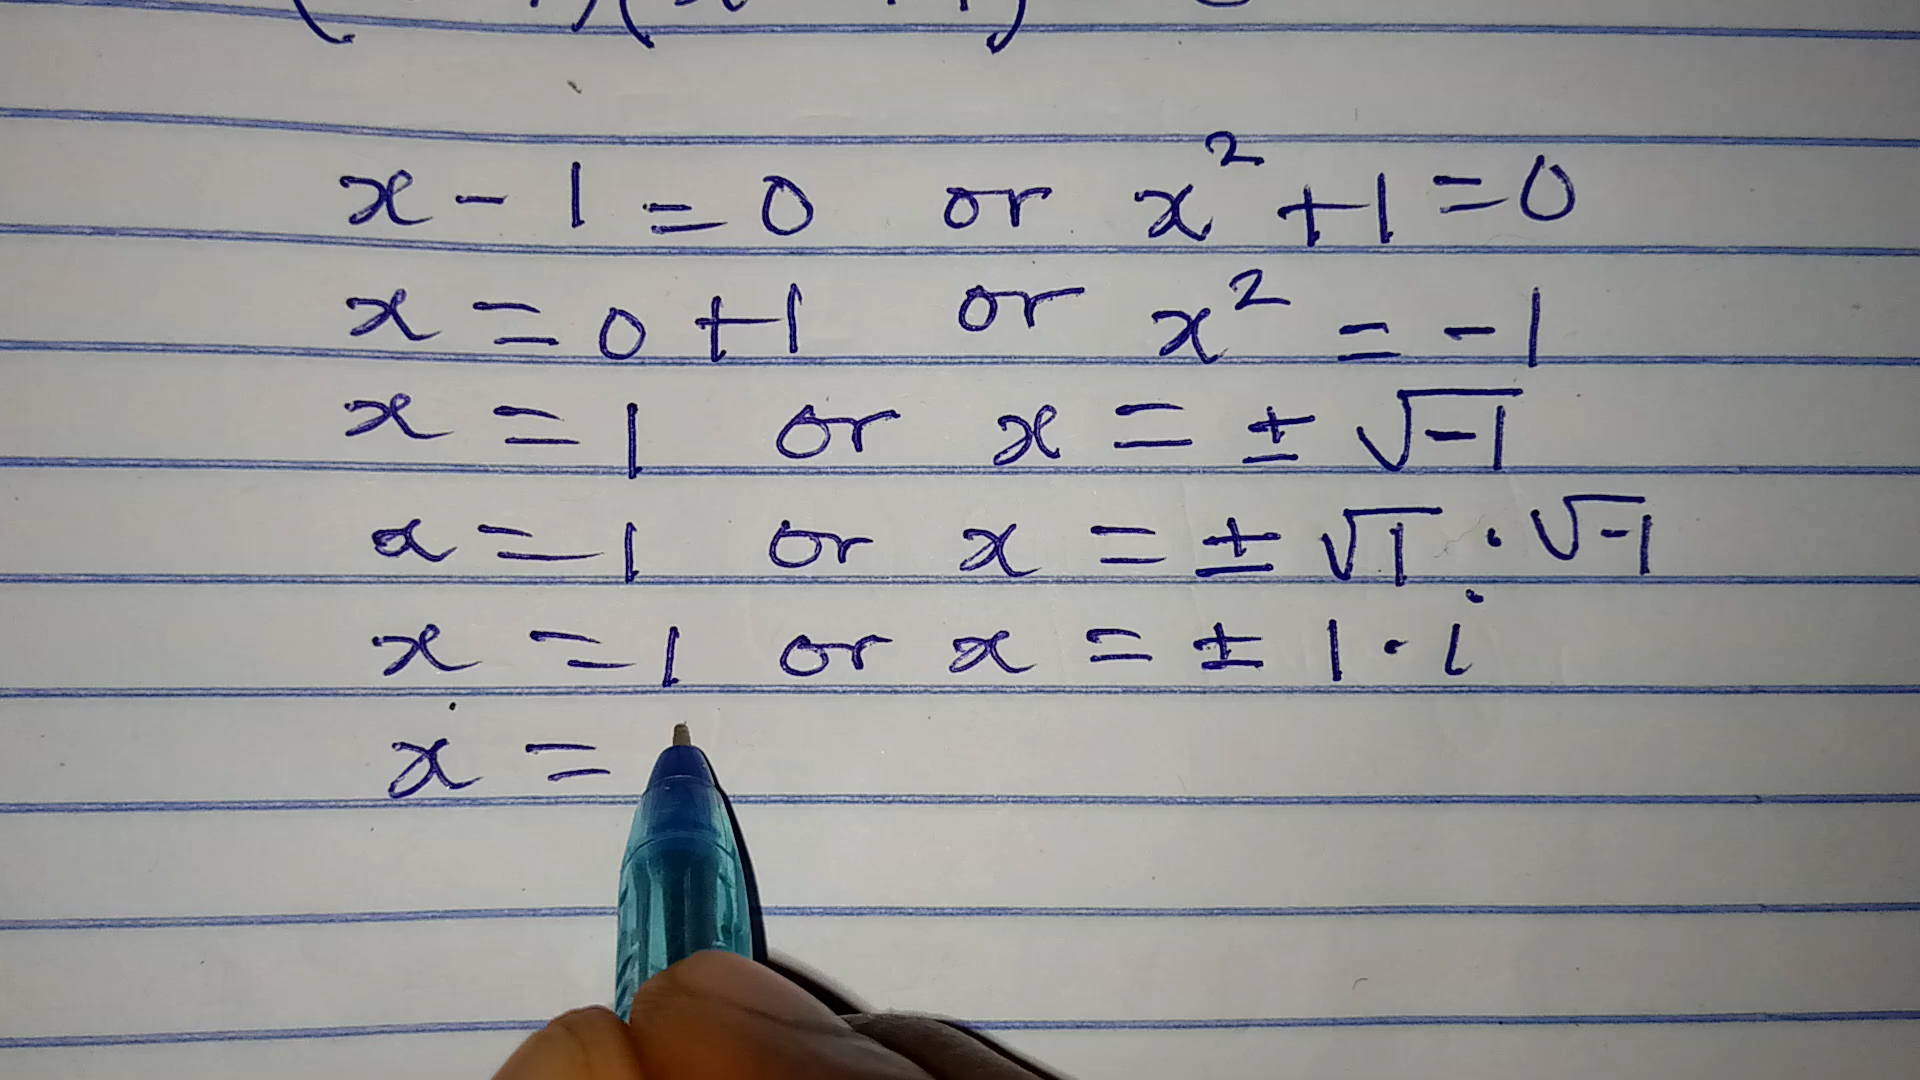 x - 1 = 0 or x² + 1 = 0
x = 0 + 1 or x² = - 1
x = 1 or x = ± √-1
x = 1 or x = ± √1 · √-1
x = 1 or x = ± 1 · i
x =